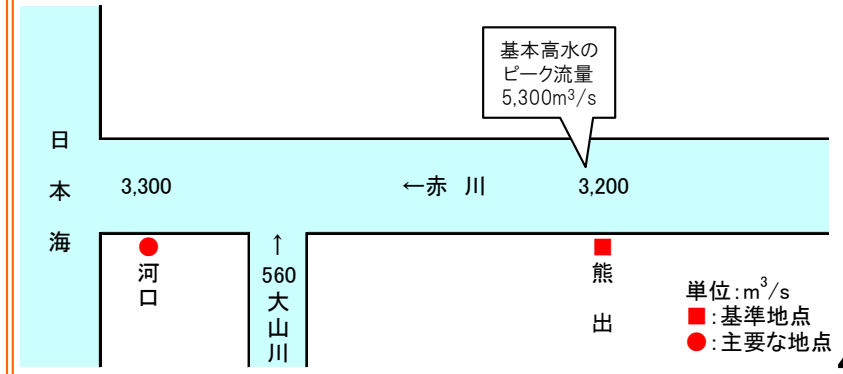 基本高水の
ピーク流量
5,300m³/s
日本海
3,300
←赤 川
3,200
河口
↑
560
大山川
熊出
単位:m³/s
■:基準地点
●:主要な地点